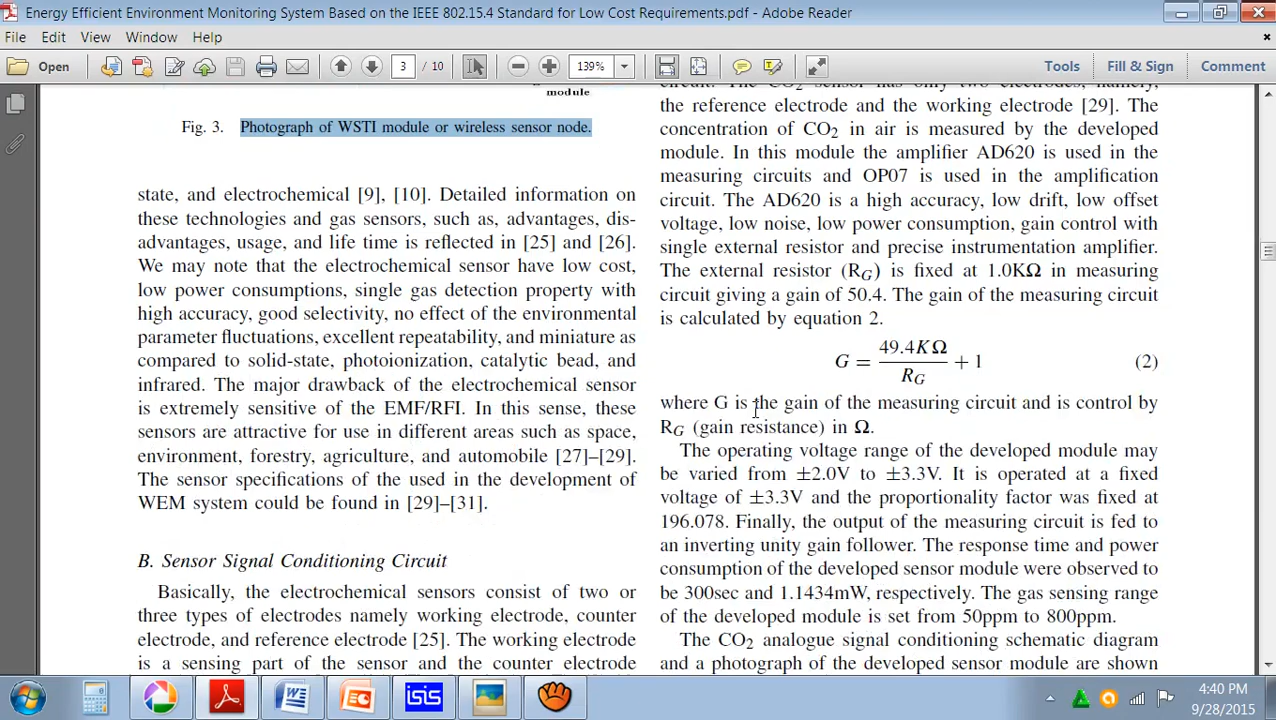 Energy Efficient Environment Monitoring System Based on the IEEE 802.15.4 Standard for Low Cost Requirements.pdf - Adobe Reader
File Edit View Window Help
Open 3 / 10 139% Tools Fill & Sign Comment
module
Fig. 3. Photograph of WSTI module or wireless sensor node.
state, and electrochemical [9], [10]. Detailed information on
these technologies and gas sensors, such as, advantages, dis-
advantages, usage, and life time is reflected in [25] and [26].
We may note that the electrochemical sensor have low cost,
low power consumptions, single gas detection property with
high accuracy, good selectivity, no effect of the environmental
parameter fluctuations, excellent repeatability, and miniature as
compared to solid-state, photoionization, catalytic bead, and
infrared. The major drawback of the electrochemical sensor
is extremely sensitive of the EMF/RFI. In this sense, these
sensors are attractive for use in different areas such as space,
environment, forestry, agriculture, and automobile [27]–[29].
The sensor specifications of the used in the development of
WEM system could be found in [29]–[31].
B. Sensor Signal Conditioning Circuit
Basically, the electrochemical sensors consist of two or
three types of electrodes namely working electrode, counter
electrode, and reference electrode [25]. The working electrode
is a sensing part of the sensor and the counter electrode
circuit. The CO2 sensor has only two electrodes, namely,
the reference electrode and the working electrode [29]. The
concentration of CO2 in air is measured by the developed
module. In this module the amplifier AD620 is used in the
measuring circuits and OP07 is used in the amplification
circuit. The AD620 is a high accuracy, low drift, low offset
voltage, low noise, low power consumption, gain control with
single external resistor and precise instrumentation amplifier.
The external resistor (RG) is fixed at 1.0KΩ in measuring
circuit giving a gain of 50.4. The gain of the measuring circuit
is calculated by equation 2.
G = 49.4KΩ / RG + 1 (2)
where G is the gain of the measuring circuit and is control by
RG (gain resistance) in Ω.
The operating voltage range of the developed module may
be varied from ±2.0V to ±3.3V. It is operated at a fixed
voltage of ±3.3V and the proportionality factor was fixed at
196.078. Finally, the output of the measuring circuit is fed to
an inverting unity gain follower. The response time and power
consumption of the developed sensor module were observed to
be 300sec and 1.1434mW, respectively. The gas sensing range
of the developed module is set from 50ppm to 800ppm.
The CO2 analogue signal conditioning schematic diagram
and a photograph of the developed sensor module are shown
isis
4:40 PM
9/28/2015